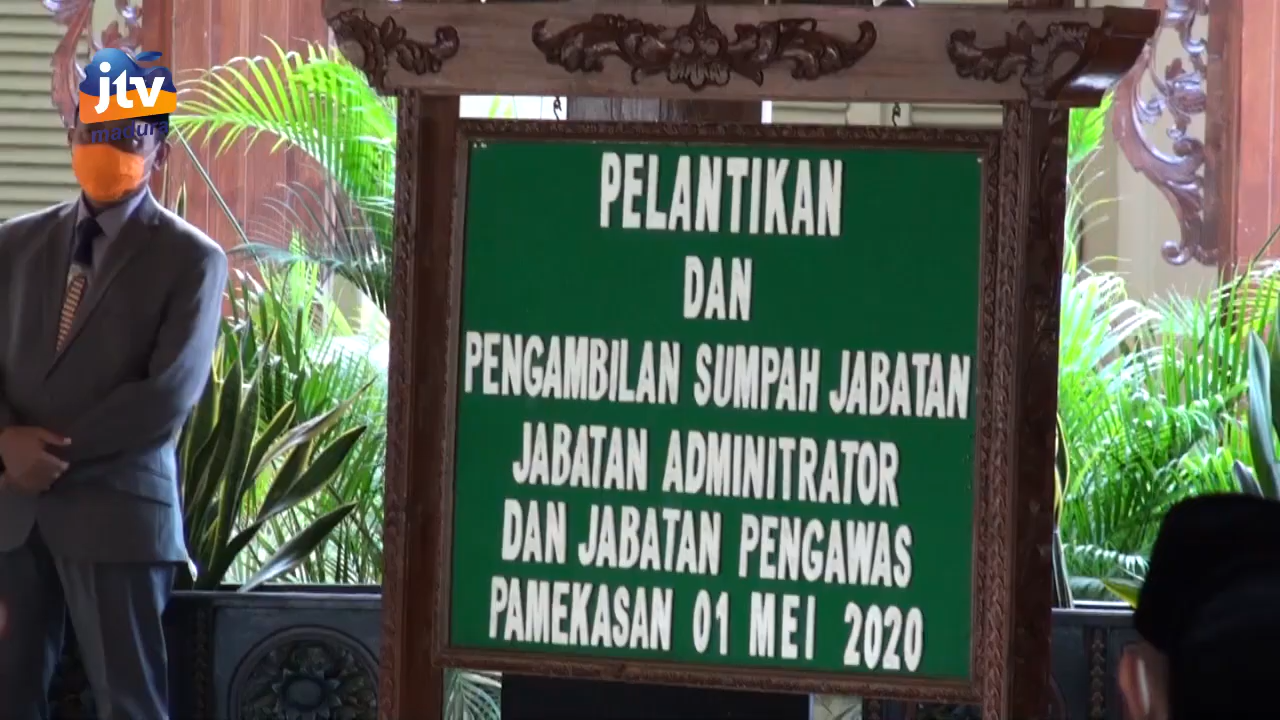 jtv
madura
PELANTIKAN
DAN
PENGAMBILAN SUMPAH JABATAN
JABATAN ADMINITRATOR
DAN JABATAN PENGAWAS
PAMEKASAN 01 MEI 2020